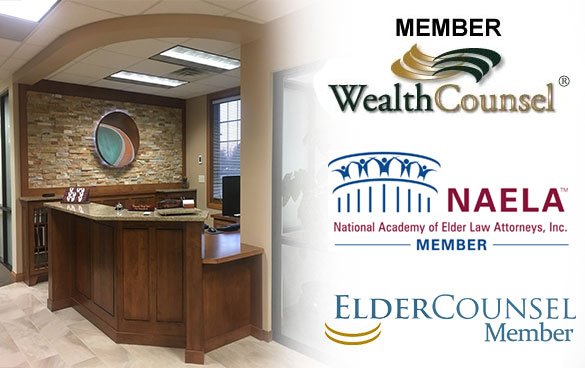 MEMBER
WealthCounsel®
NAELA™
National Academy of Elder Law Attorneys, Inc.
MEMBER
ELDERCOUNSEL
Member